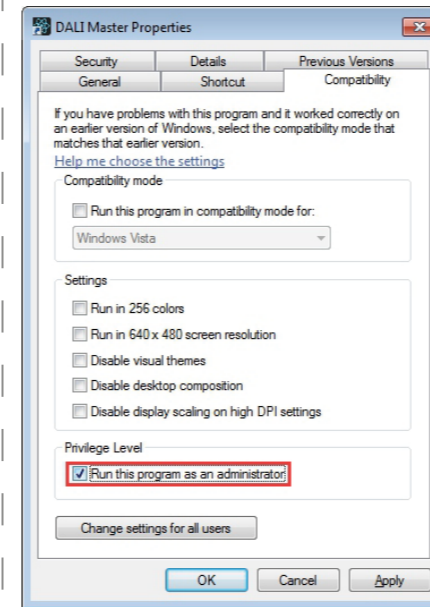 DALI Master Properties
Security Details Previous Versions
General Shortcut Compatibility
If you have problems with this program and it worked correctly on
an earlier version of Windows, select the compatibility mode that
matches that earlier version.
Help me choose the settings
Compatibility mode
Run this program in compatibility mode for:
Windows Vista
Settings
Run in 256 colors
Run in 640 x 480 screen resolution
Disable visual themes
Disable desktop composition
Disable display scaling on high DPI settings
Privilege Level
Run this program as an administrator
Change settings for all users
OK Cancel Apply